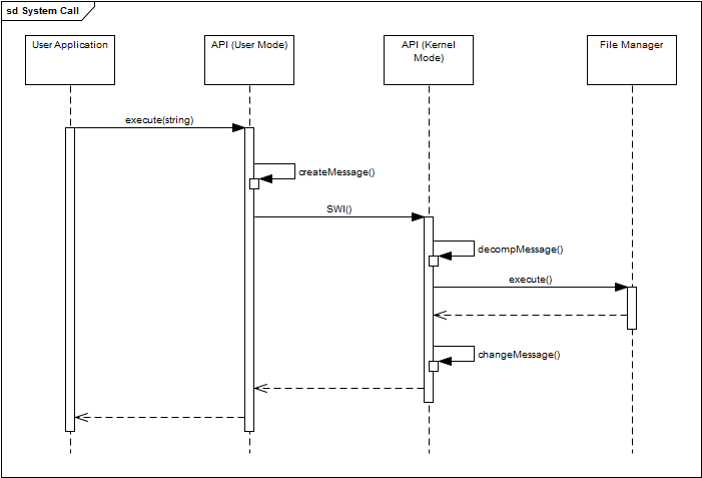 sd System Call
User Application
API (User Mode)
API (Kernel
Mode)
File Manager
execute(string)
createMessage()
SWI()
decompMessage()
execute()
changeMessage()